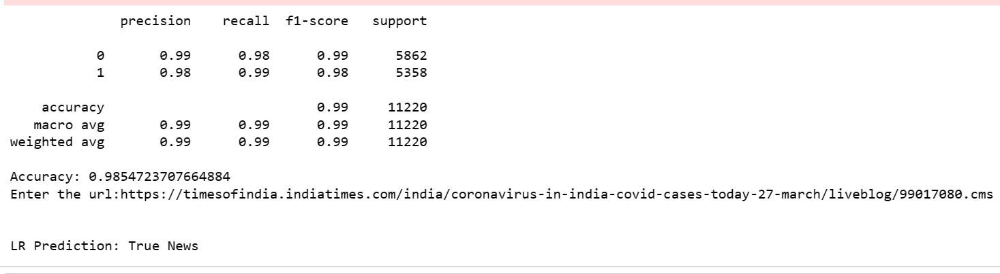 precision recall f1-score support
0 0.99 0.98 0.99 5862
1 0.98 0.99 0.98 5358
accuracy 0.99 11220
macro avg 0.99 0.99 0.99 11220
weighted avg 0.99 0.99 0.99 11220
Accuracy: 0.9854723707664884
Enter the url:https://timesofindia.indiatimes.com/india/coronavirus-in-india-covid-cases-today-27-march/liveblog/99017080.cms
LR Prediction: True News